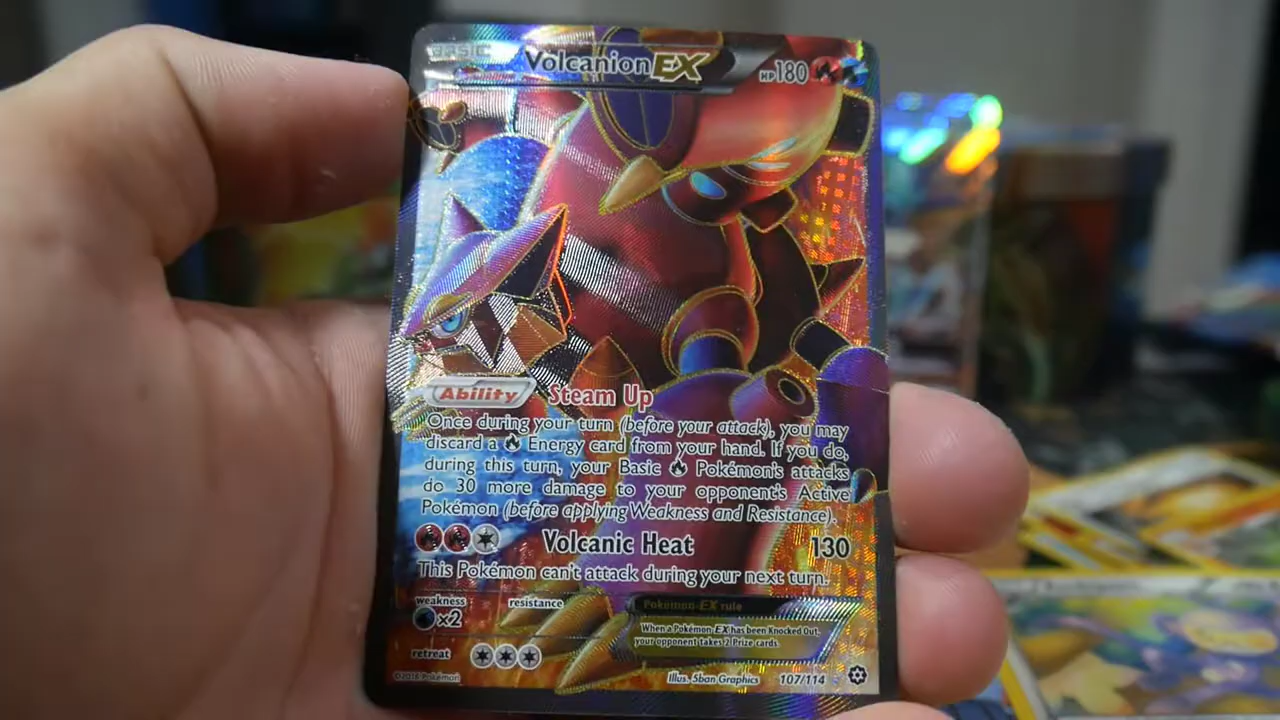 BASIC
Volcanion EX
HP 180
Ability Steam Up
Once during your turn (before your attack), you may
discard a Energy card from your hand. If you do,
during this turn, your Basic Pokémon's attacks
do 30 more damage to your opponent's Active
Pokémon (before applying Weakness and Resistance).
Volcanic Heat 130
This Pokémon can't attack during your next turn.
weakness resistance
×2
Pokémon-EX rule
When a Pokémon EX has been Knocked Out,
your opponent takes 2 Prize cards.
retreat
©2016 Pokémon
Illus. 5ban Graphics 107/114